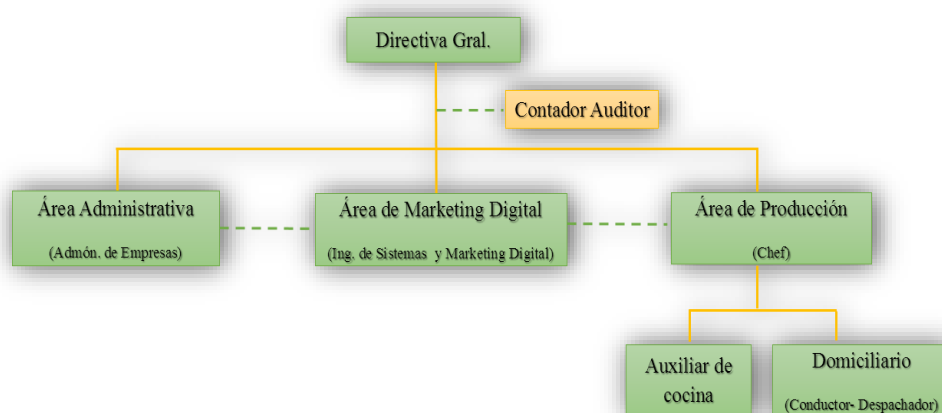 Directiva Gral.
Contador Auditor
Área Administrativa
(Admón. de Empresas)
Área de Marketing Digital
(Ing. de Sistemas y Marketing Digital)
Área de Producción
(Chef)
Auxiliar de
cocina
Domiciliario
(Conductor- Despachador)